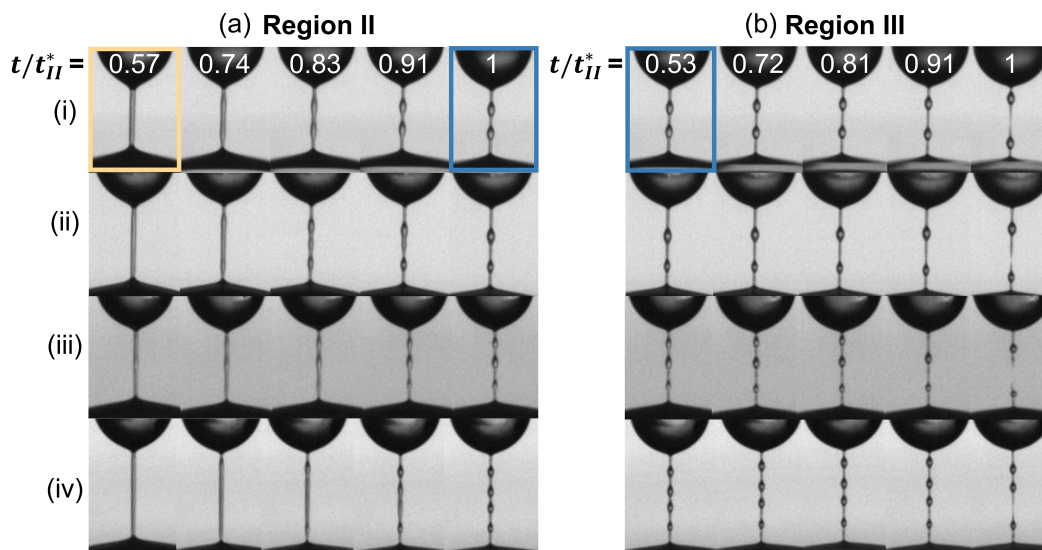 (a) Region II
(b) Region III
t/t*II = 0.57 0.74 0.83 0.91 1
t/t*II = 0.53 0.72 0.81 0.91 1
(i)
(ii)
(iii)
(iv)